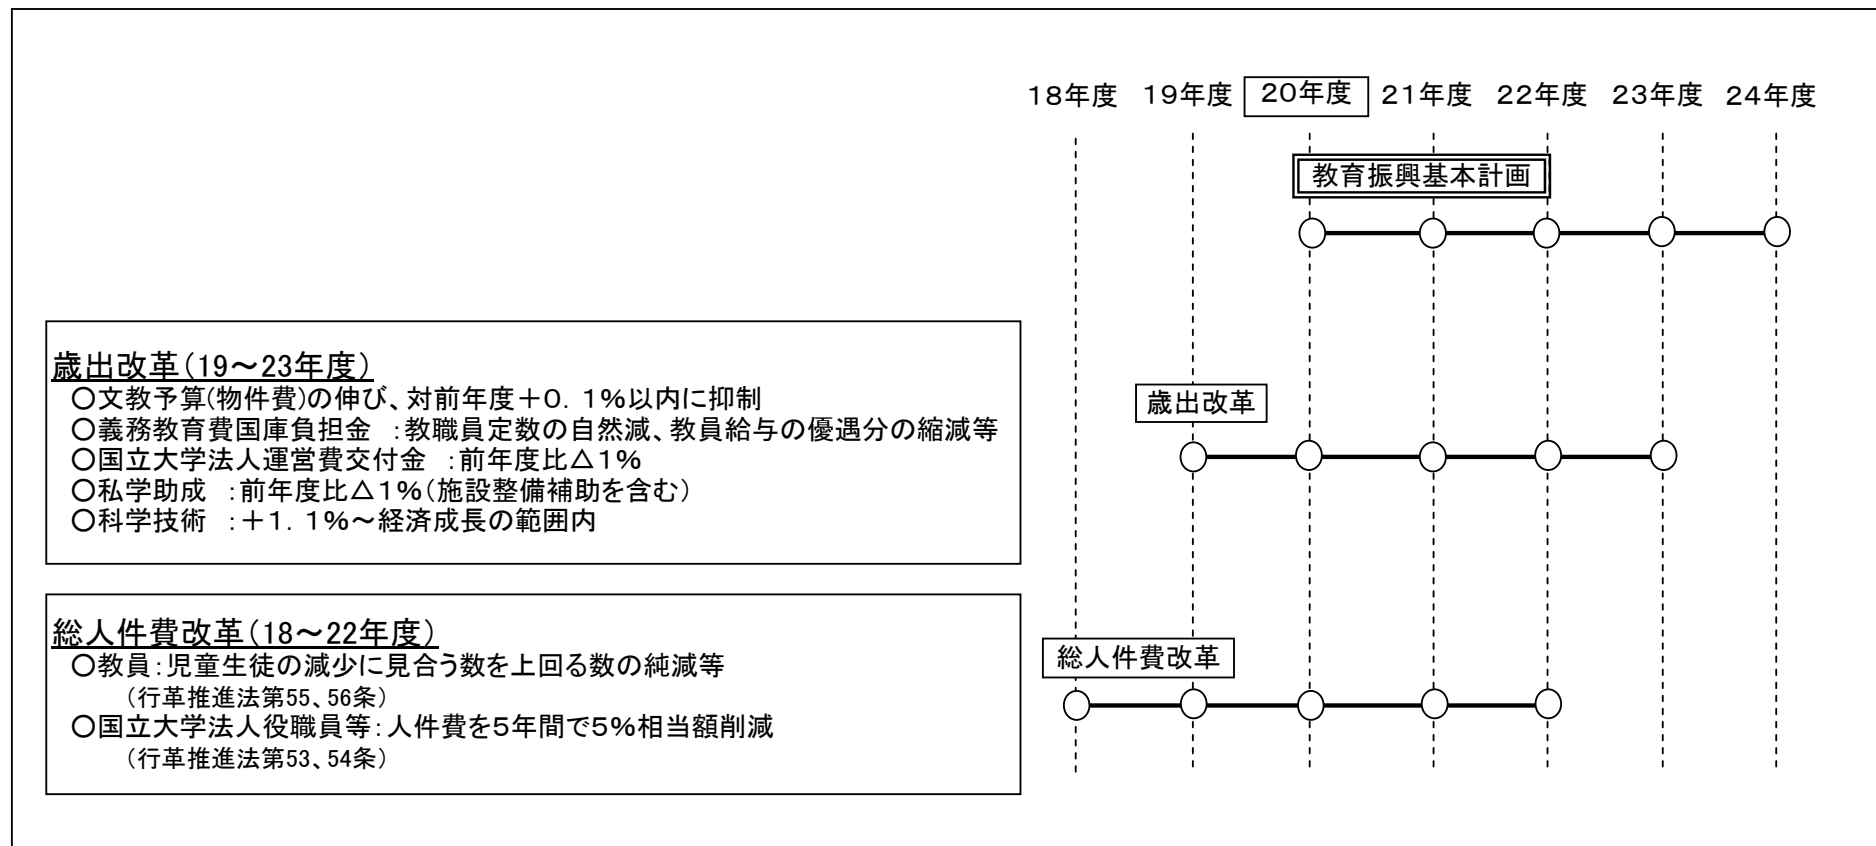 18年度 19年度 20年度 21年度 22年度 23年度 24年度
教育振興基本計画
歳出改革(19～23年度)
○文教予算(物件費)の伸び、対前年度＋0．1%以内に抑制
○義務教育費国庫負担金 ：教職員定数の自然減、教員給与の優遇分の縮減等
○国立大学法人運営費交付金 ：前年度比△1%
○私学助成 ：前年度比△1%(施設整備補助を含む)
○科学技術 ：＋1．1%～経済成長の範囲内
歳出改革
総人件費改革(18～22年度)
○教員：児童生徒の減少に見合う数を上回る数の純減等
(行革推進法第55、56条)
○国立大学法人役職員等：人件費を5年間で5%相当額削減
(行革推進法第53、54条)
総人件費改革